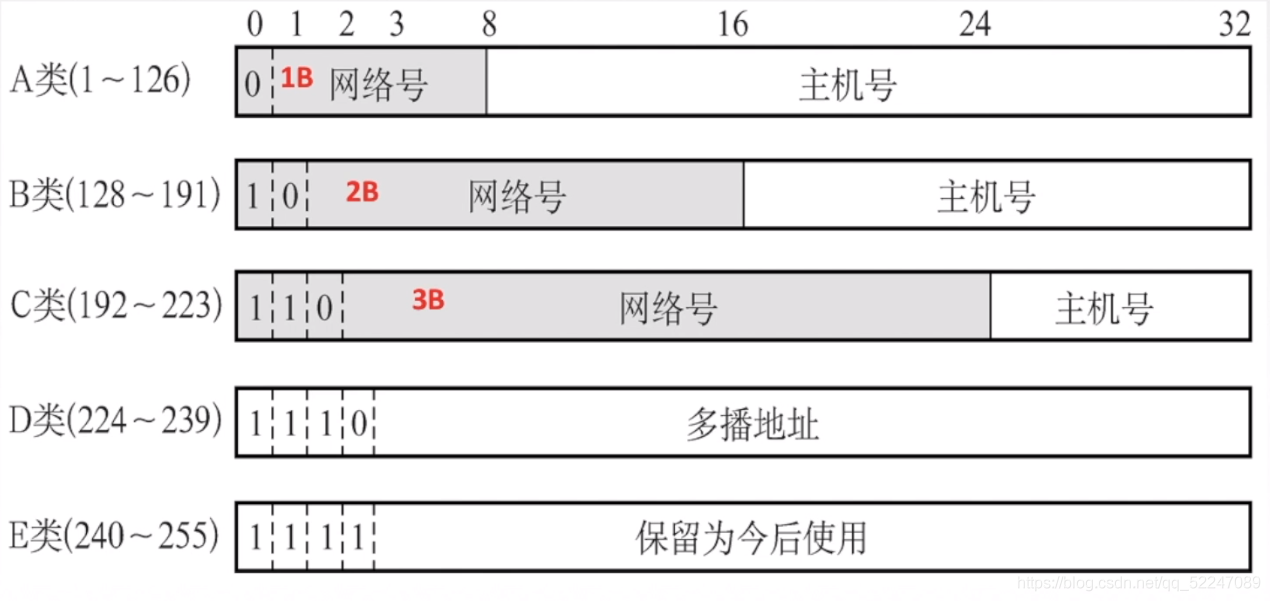 0 1 2 3 8 16 24 32
A类(1～126) 0 1B 网络号 主机号
B类(128～191) 1 0 2B 网络号 主机号
C类(192～223) 1 1 0 3B 网络号 主机号
D类(224～239) 1 1 1 0 多播地址
E类(240～255) 1 1 1 1 保留为今后使用
https://blog.csdn.net/qq_52247089